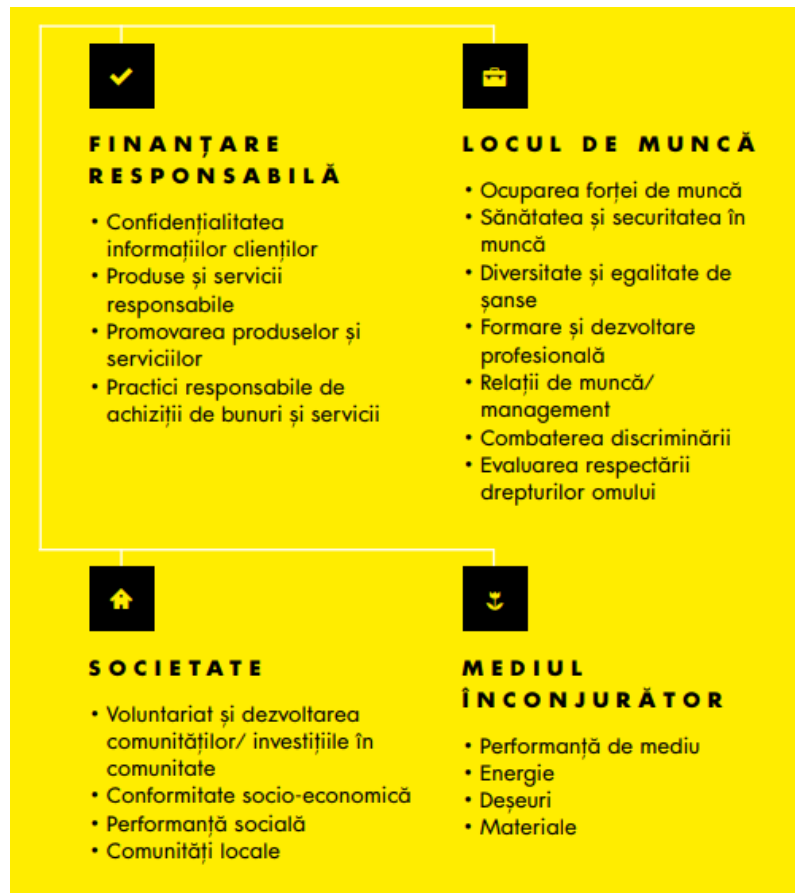 FINANȚARE
RESPONSABILĂ
• Confidențialitatea
informațiilor clienților
• Produse și servicii
responsabile
• Promovarea produselor și
serviciilor
• Practici responsabile de
achiziții de bunuri și servicii
LOCUL DE MUNCĂ
• Ocuparea forței de muncă
• Sănătatea și securitatea în
muncă
• Diversitate și egalitate de
șanse
• Formare și dezvoltare
profesională
• Relații de muncă/
management
• Combaterea discriminării
• Evaluarea respectării
drepturilor omului
SOCIETATE
• Voluntariat și dezvoltarea
comunităților/ investițiile în
comunitate
• Conformitate socio-economică
• Performanță socială
• Comunități locale
MEDIUL
ÎNCONJURĂTOR
• Performanță de mediu
• Energie
• Deșeuri
• Materiale